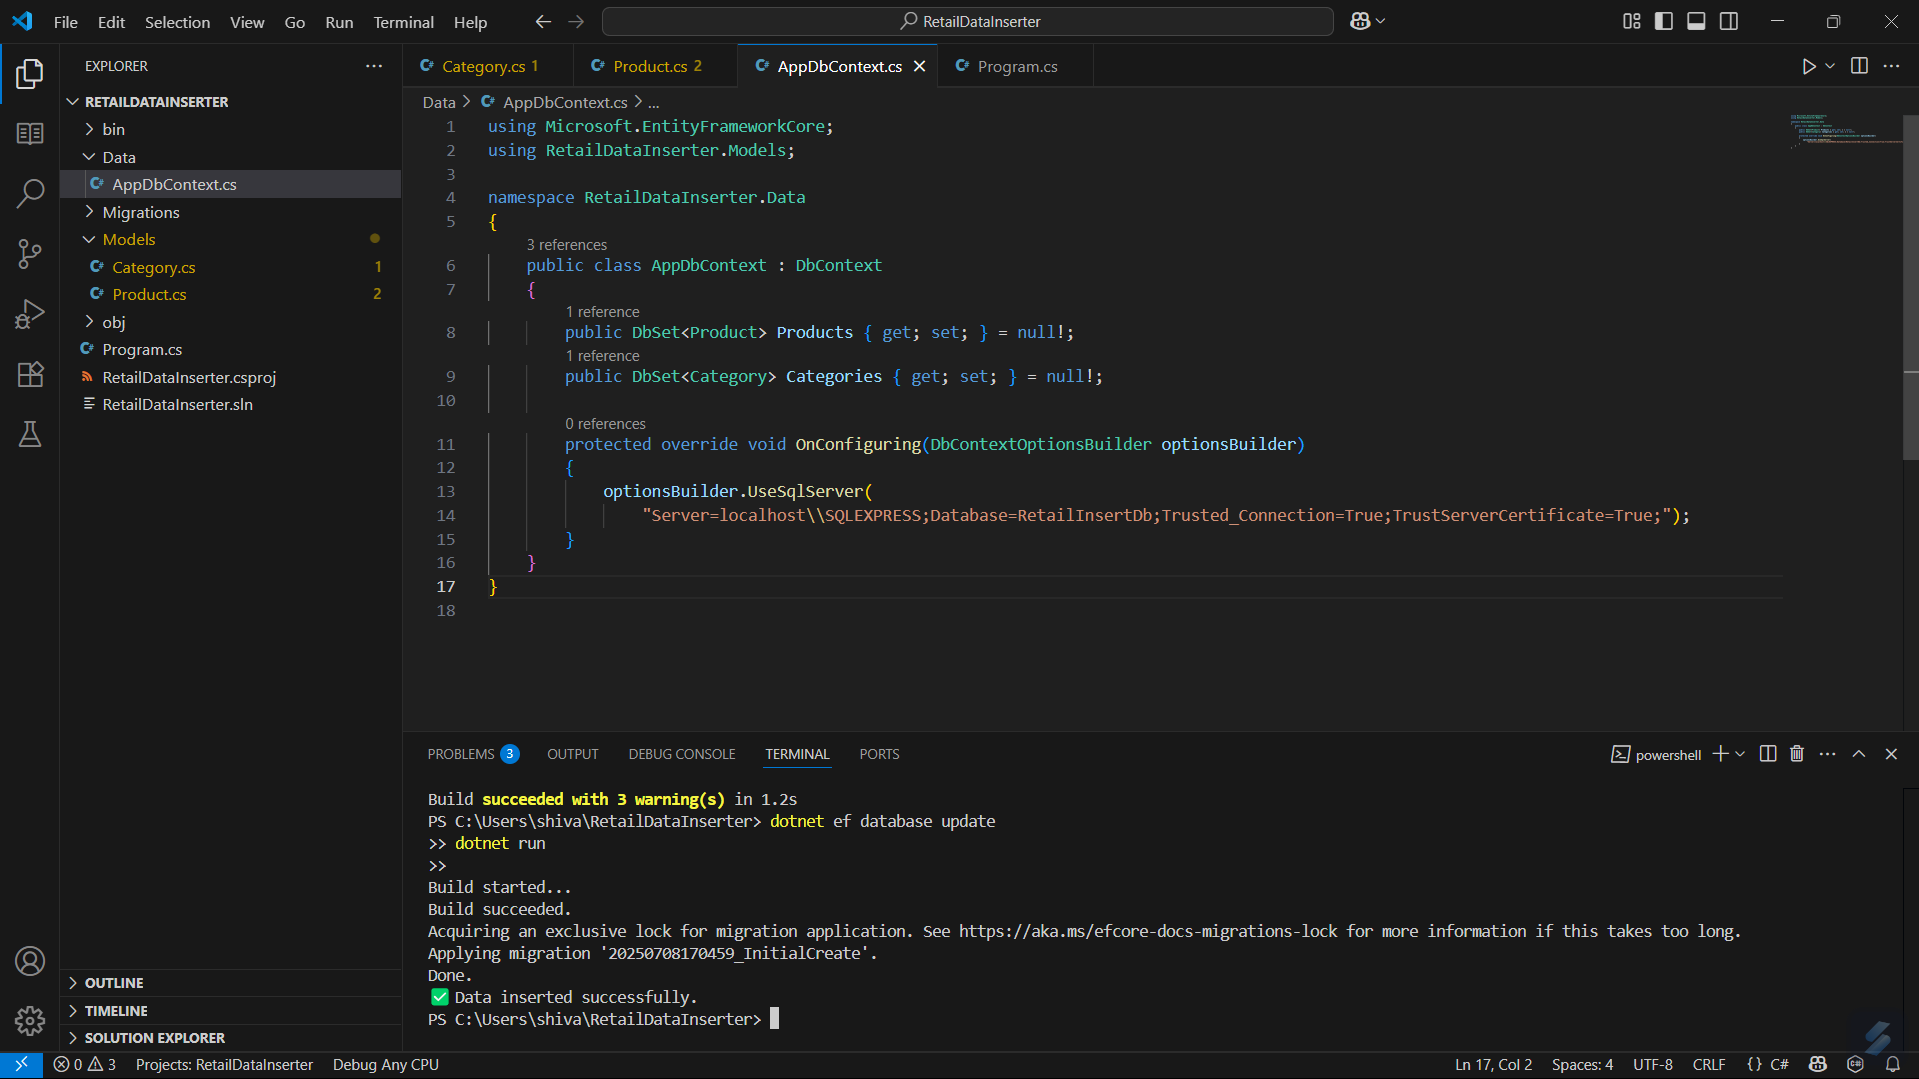 File Edit Selection View Go Run Terminal Help
RetailDataInserter
EXPLORER
RETAILDATAINSERTER
bin
Data
AppDbContext.cs
Migrations
Models
Category.cs 1
Product.cs 2
obj
Program.cs
RetailDataInserter.csproj
RetailDataInserter.sln
OUTLINE
TIMELINE
SOLUTION EXPLORER
Category.cs 1 Product.cs 2 AppDbContext.cs Program.cs
Data > AppDbContext.cs > ...
1 using Microsoft.EntityFrameworkCore;
2 using RetailDataInserter.Models;
3
4 namespace RetailDataInserter.Data
5 {
3 references
6 public class AppDbContext : DbContext
7 {
1 reference
8 public DbSet<Product> Products { get; set; } = null!;
1 reference
9 public DbSet<Category> Categories { get; set; } = null!;
10
0 references
11 protected override void OnConfiguring(DbContextOptionsBuilder optionsBuilder)
12 {
13 optionsBuilder.UseSqlServer(
14 "Server=localhost\\SQLEXPRESS;Database=RetailInsertDb;Trusted_Connection=True;TrustServerCertificate=True;");
15 }
16 }
17 }
18
PROBLEMS 3 OUTPUT DEBUG CONSOLE TERMINAL PORTS
powershell
Build succeeded with 3 warning(s) in 1.2s
PS C:\Users\shiva\RetailDataInserter> dotnet ef database update
>> dotnet run
>>
Build started...
Build succeeded.
Acquiring an exclusive lock for migration application. See https://aka.ms/efcore-docs-migrations-lock for more information if this takes too long.
Applying migration '20250708170459_InitialCreate'.
Done.
✅ Data inserted successfully.
PS C:\Users\shiva\RetailDataInserter>
0 3 Projects: RetailDataInserter Debug Any CPU
Ln 17, Col 2 Spaces: 4 UTF-8 CRLF {} C#